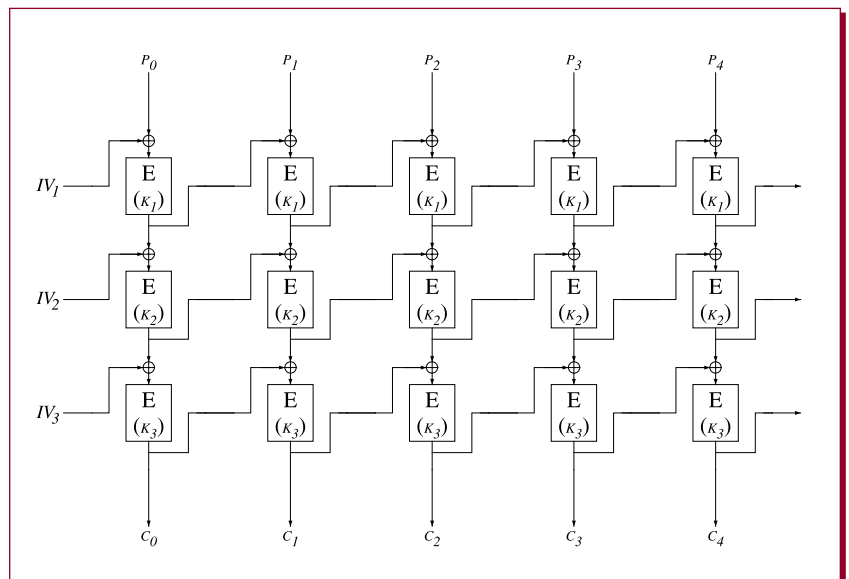 P0 P1 P2 P3 P4
E E E E E
IV1
(K1) (K1) (K1) (K1) (K1)
E E E E E
IV2
(K2) (K2) (K2) (K2) (K2)
E E E E E
IV3
(K3) (K3) (K3) (K3) (K3)
C0 C1 C2 C3 C4